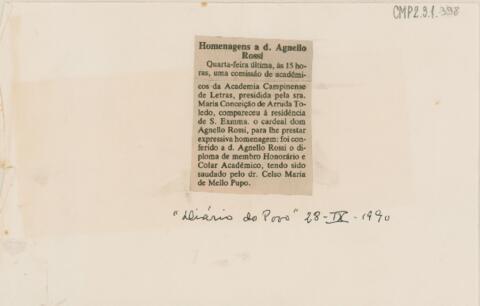 CMP2.3.1.398
Homenagens a d. Agnello
Rossi
Quarta-feira última, às 15 ho-
ras, uma comissão de acadêmi-
cos da Academia Campinense
de Letras, presidida pela sra.
Maria Conceição de Arruda To-
ledo, compareceu à residência
de S. Exmma. o cardeal dom
Agnello Rossi, para lhe prestar
expressiva homenagem: foi con-
ferido a d. Agnello Rossi o di-
ploma de membro Honorário e
Colar Acadêmico, tendo sido
saudado pelo dr. Celso Maria
de Mello Pupo.
"Diário do Povo" 28-IX-1990